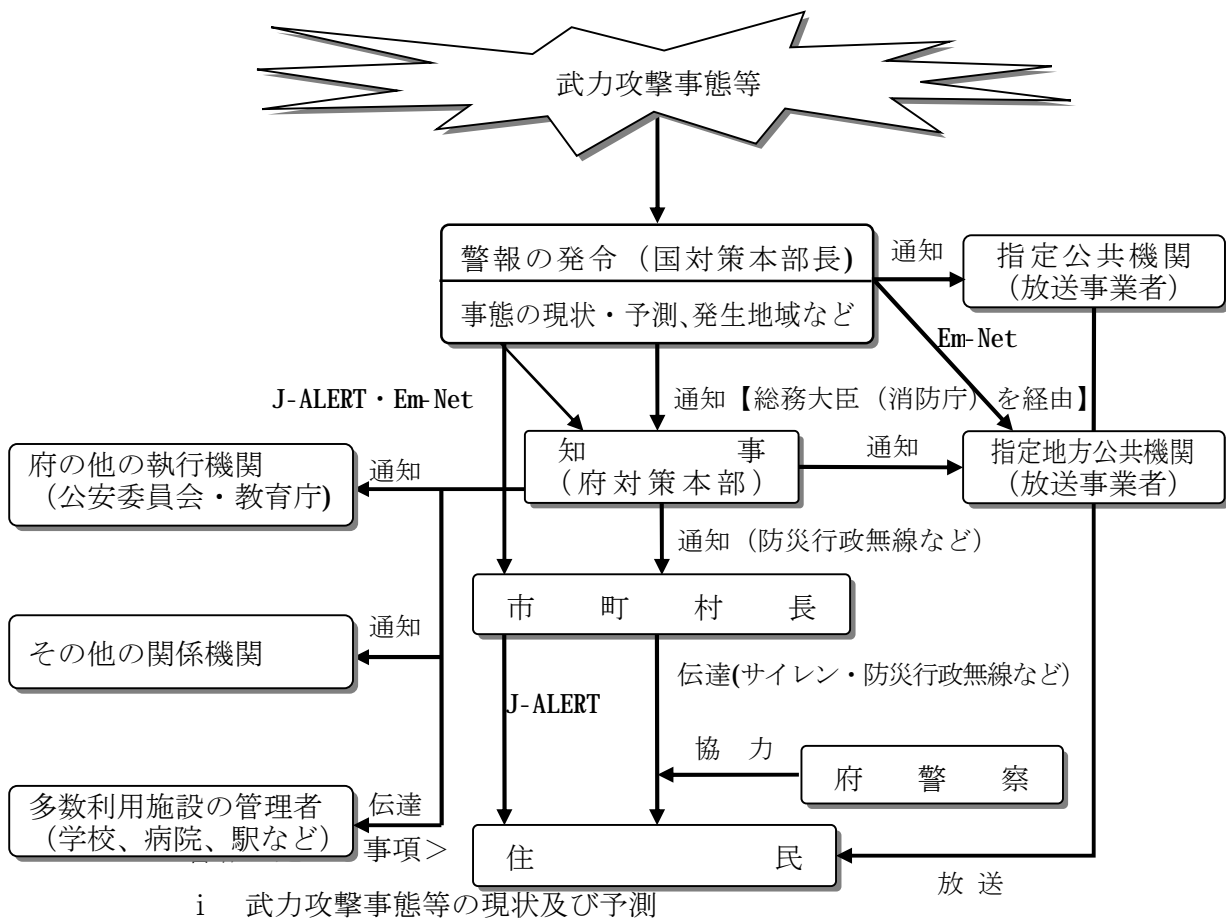 武力攻撃事態等
警報の発令（国対策本部長)
事態の現状・予測、発生地域など
通知
指定公共機関
（放送事業者）
Em-Net
J-ALERT・Em-Net
通知【総務大臣（消防庁）を経由】
知　事
（府対策本部）
通知
指定地方公共機関
（放送事業者）
府の他の執行機関
（公安委員会・教育庁)
通知
通知（防災行政無線など）
市　町　村　長
その他の関係機関
通知
伝達(サイレン・防災行政無線など）
J-ALERT
協　力
府　警　察
多数利用施設の管理者
（学校、病院、駅など）
伝達
事項＞
住　民
放 送
i　武力攻撃事態等の現状及び予測